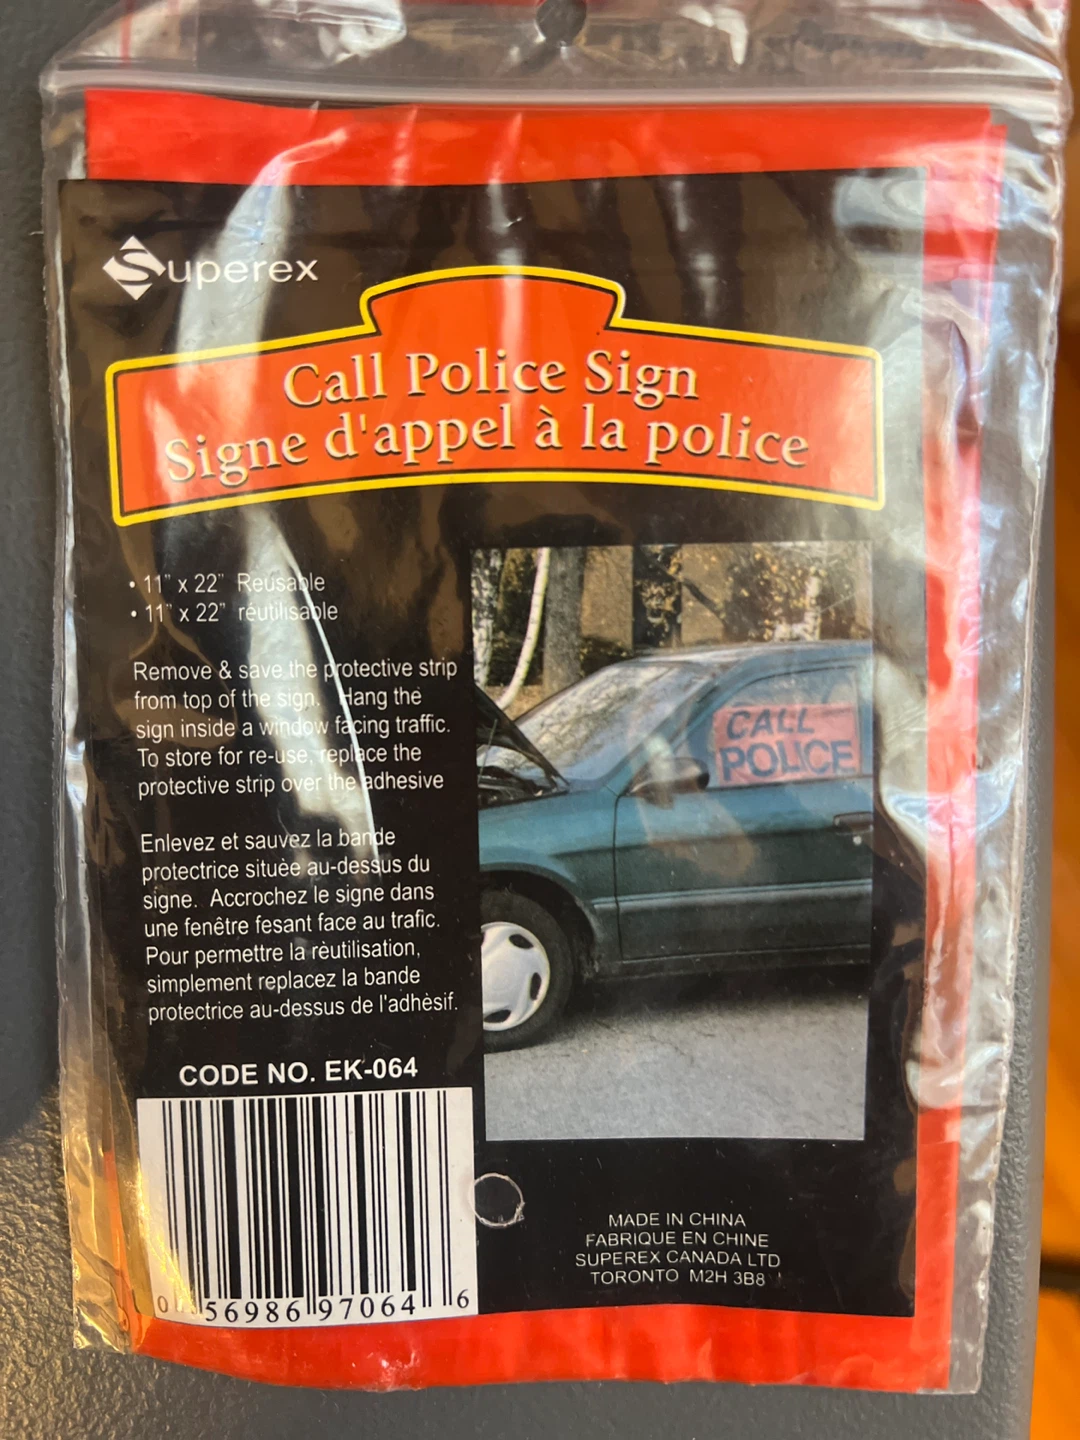 Superex
Call Police Sign
Signe d'appel à la police
• 11" x 22" Reusable
• 11" x 22" réutilisable
Remove & save the protective strip
from top of the sign. Hang the
sign inside a window facing traffic.
To store for re-use, replace the
protective strip over the adhesive
Enlevez et sauvez la bande
protectrice situèe au-dessus du
signe. Accrochez le signe dans
une fenêtre fesant face au trafic.
Pour permettre la rèutilisation,
simplement replacez la bande
protectrice au-dessus de l'adhèsif.
CALL
POLICE
CODE NO. EK-064
0 56986 97064 6
MADE IN CHINA
FABRIQUE EN CHINE
SUPEREX CANADA LTD
TORONTO M2H 3B8